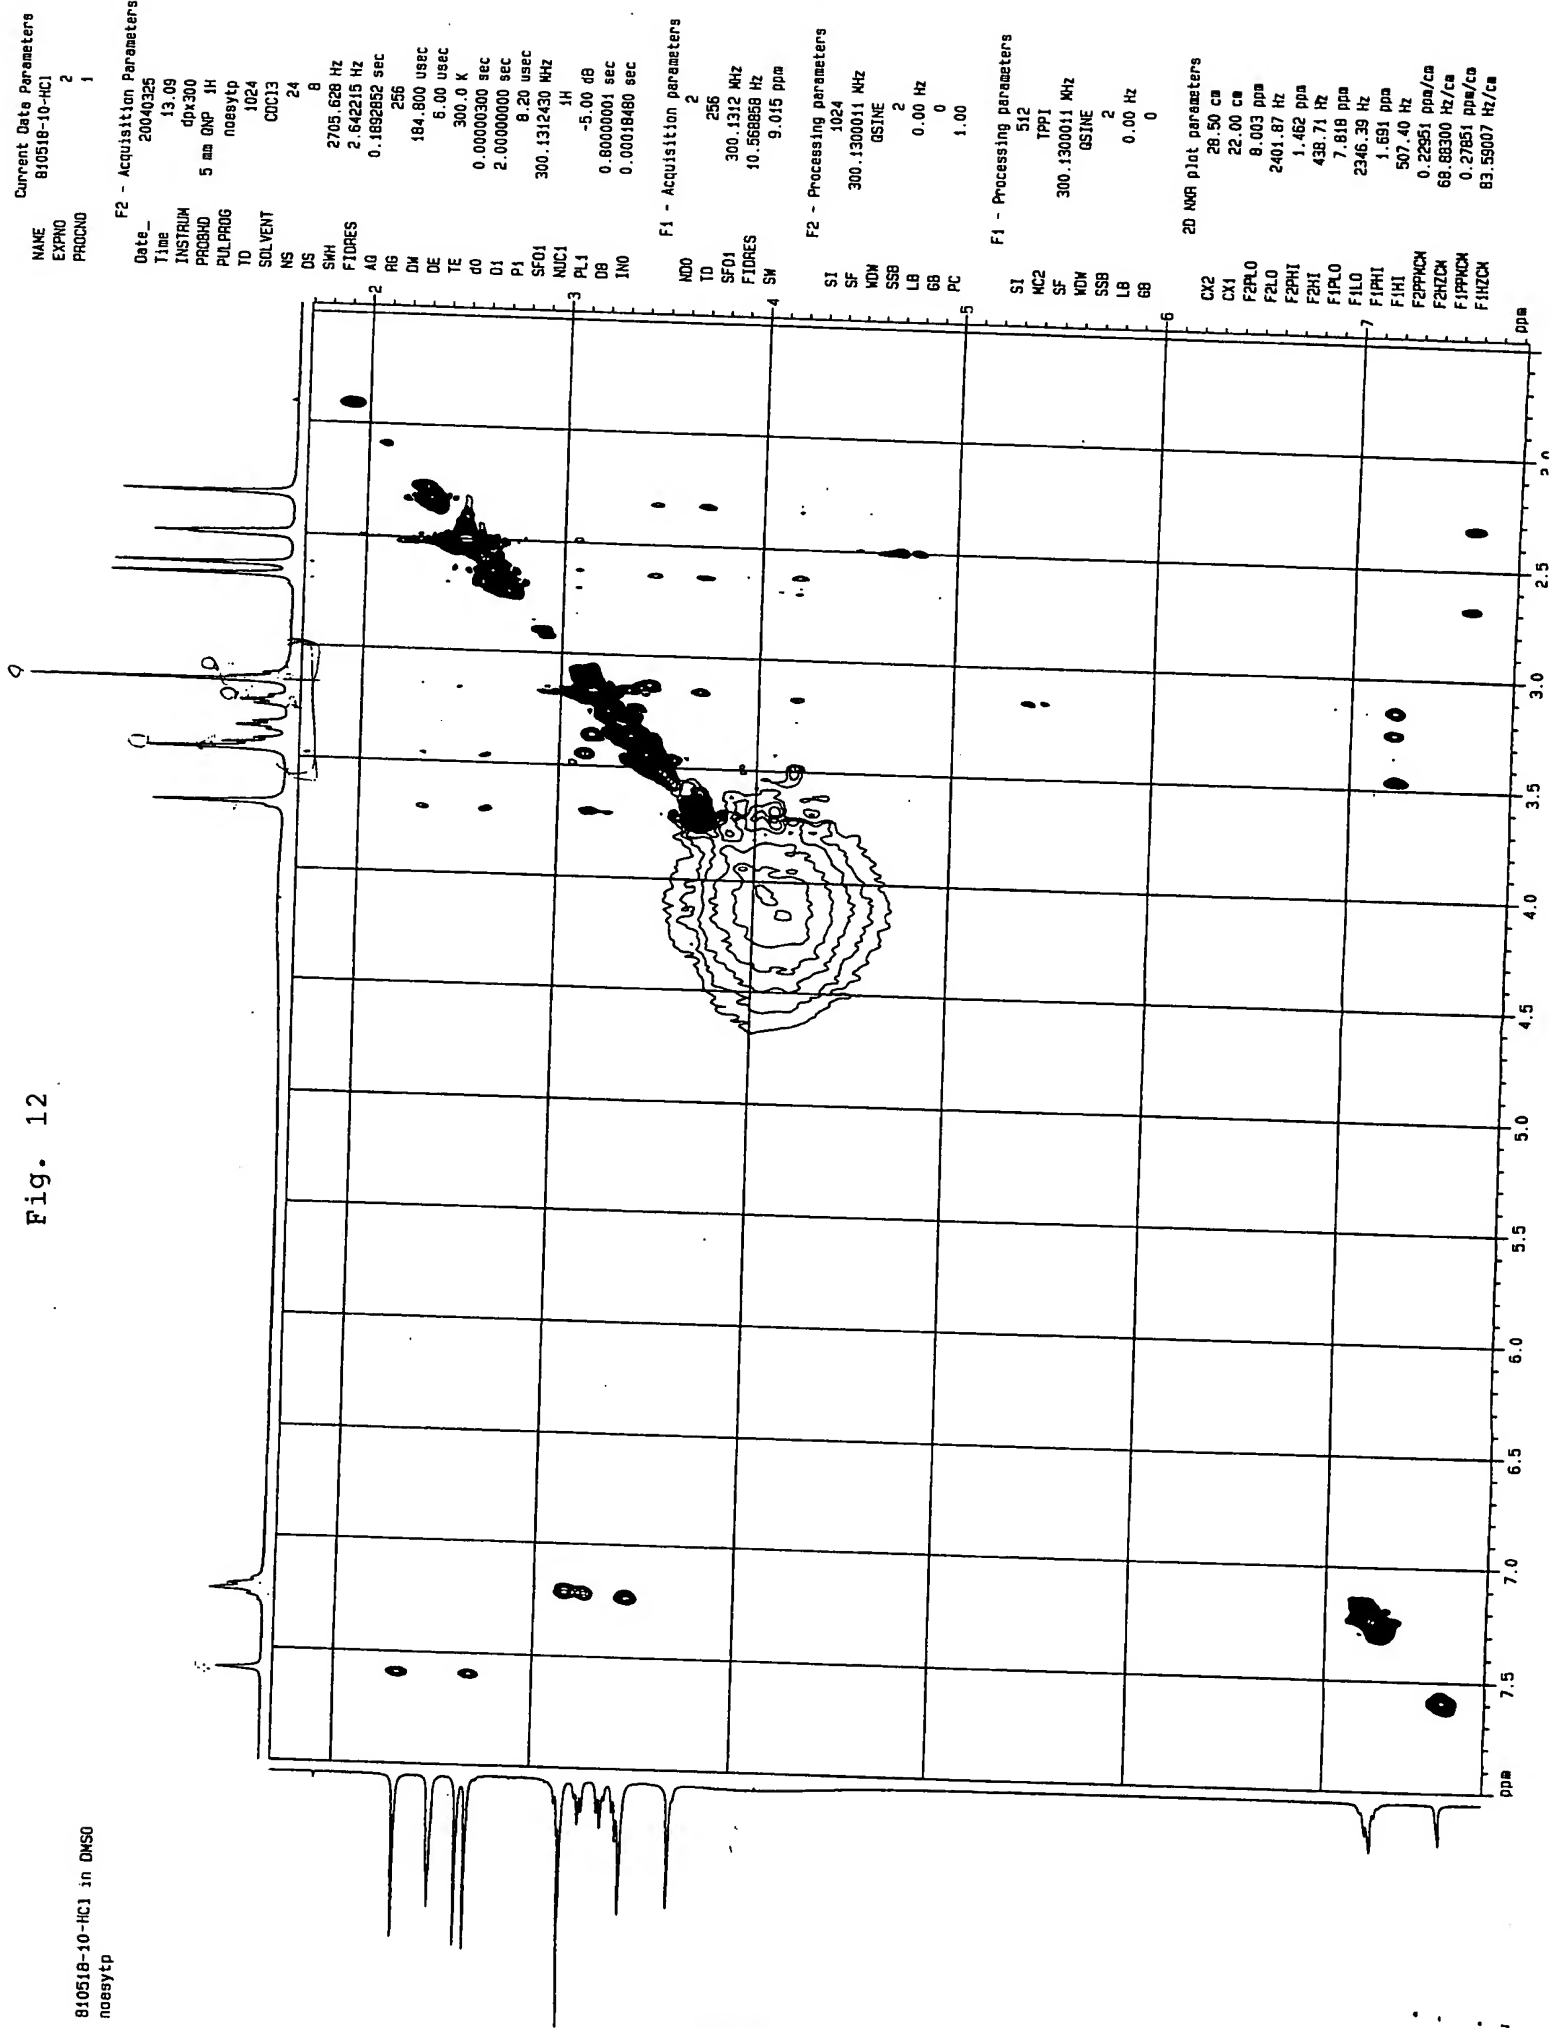 Fig. 12
810518-10-HCl in DMSO
noesytp
Current Data Parameters
NAME 810518-10-HCl
EXPNO 2
PROCNO 1
F2 - Acquisition Parameters
Date_ 20040325
Time 13.09
INSTRUM dpx300
PROBHD 5 mm QNP 1H
PULPROG noesytp
TD 1024
SOLVENT CDCl3
NS 24
DS 8
SWH 2705.628 Hz
FIDRES 2.642215 Hz
AQ 0.1892852 sec
RG 256
DW 184.800 usec
DE 6.00 usec
TE 300.0 K
d0 0.00000300 sec
D1 2.00000000 sec
P1 8.20 usec
SFO1 300.1312430 MHz
NUC1 1H
PL1 -5.00 dB
D8 0.80000001 sec
IN0 0.00018480 sec
F1 - Acquisition parameters
ND0 2
TD 256
SFO1 300.1312 MHz
FIDRES 10.568858 Hz
SW 9.015 ppm
F2 - Processing parameters
SI 1024
SF 300.1300011 MHz
WDW QSINE
SSB 2
LB 0.00 Hz
GB 0
PC 1.00
F1 - Processing parameters
SI 512
MC2 TPPI
SF 300.1300011 MHz
WDW QSINE
SSB 2
LB 0.00 Hz
GB 0
2D NMR plot parameters
CX2 28.50 cm
CX1 22.00 cm
F2PLO 8.003 ppm
F2LO 2401.87 Hz
F2PHI 1.462 ppm
F2HI 438.71 Hz
F1PLO 7.818 ppm
F1LO 2346.39 Hz
F1PHI 1.691 ppm
F1HI 507.40 Hz
F2PPMCM 0.22951 ppm/cm
F2HZCM 68.88300 Hz/cm
F1PPMCM 0.27851 ppm/cm
F1HZCM 83.59007 Hz/cm
2
3
4
5
6
7
ppm
ppm 7.5 7.0 6.5 6.0 5.5 5.0 4.5 4.0 3.5 3.0 2.5 2.0